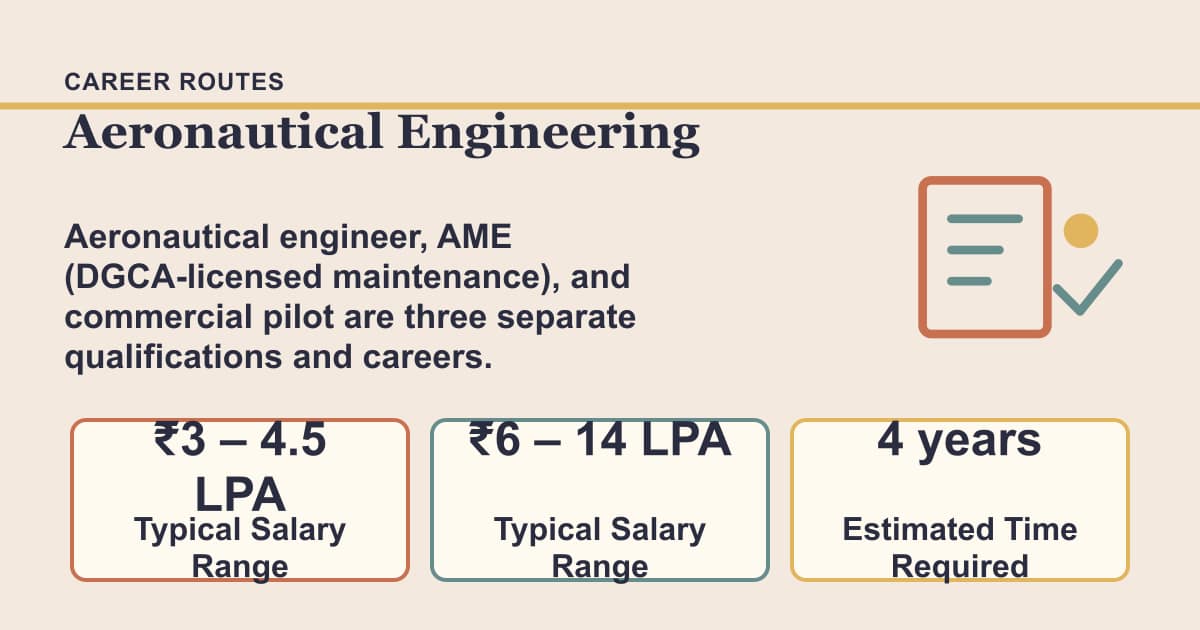 CAREER ROUTES
Aeronautical Engineering
Aeronautical engineer, AME
(DGCA-licensed maintenance), and
commercial pilot are three separate
qualifications and careers.
₹3 – 4.5
LPA
Typical Salary
Range
₹6 – 14 LPA
Typical Salary
Range
4 years
Estimated Time
Required